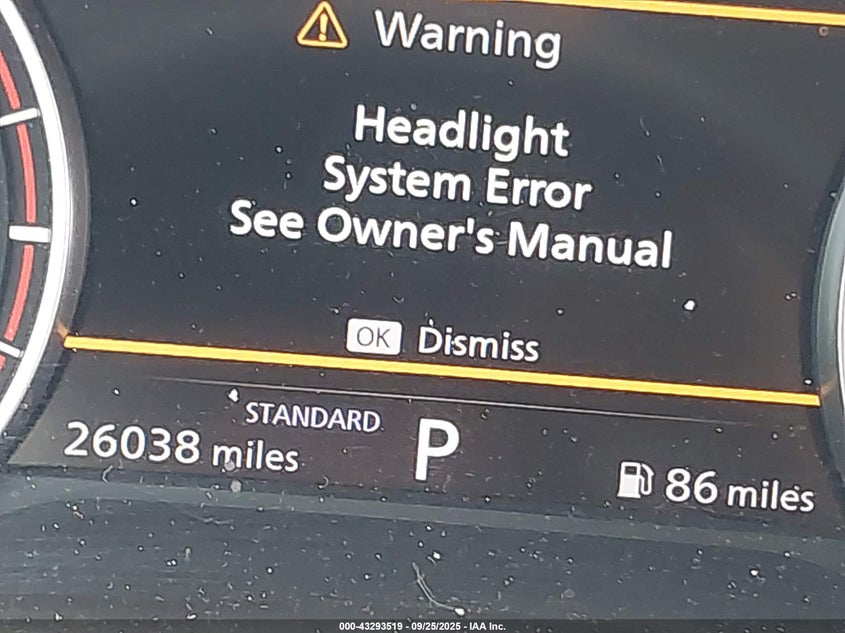 Warning
Headlight
System Error
See Owner's Manual
OK Dismiss
STANDARD
26038 miles
P
86 miles
000-43293519 - 09/25/2025 - IAA Inc.